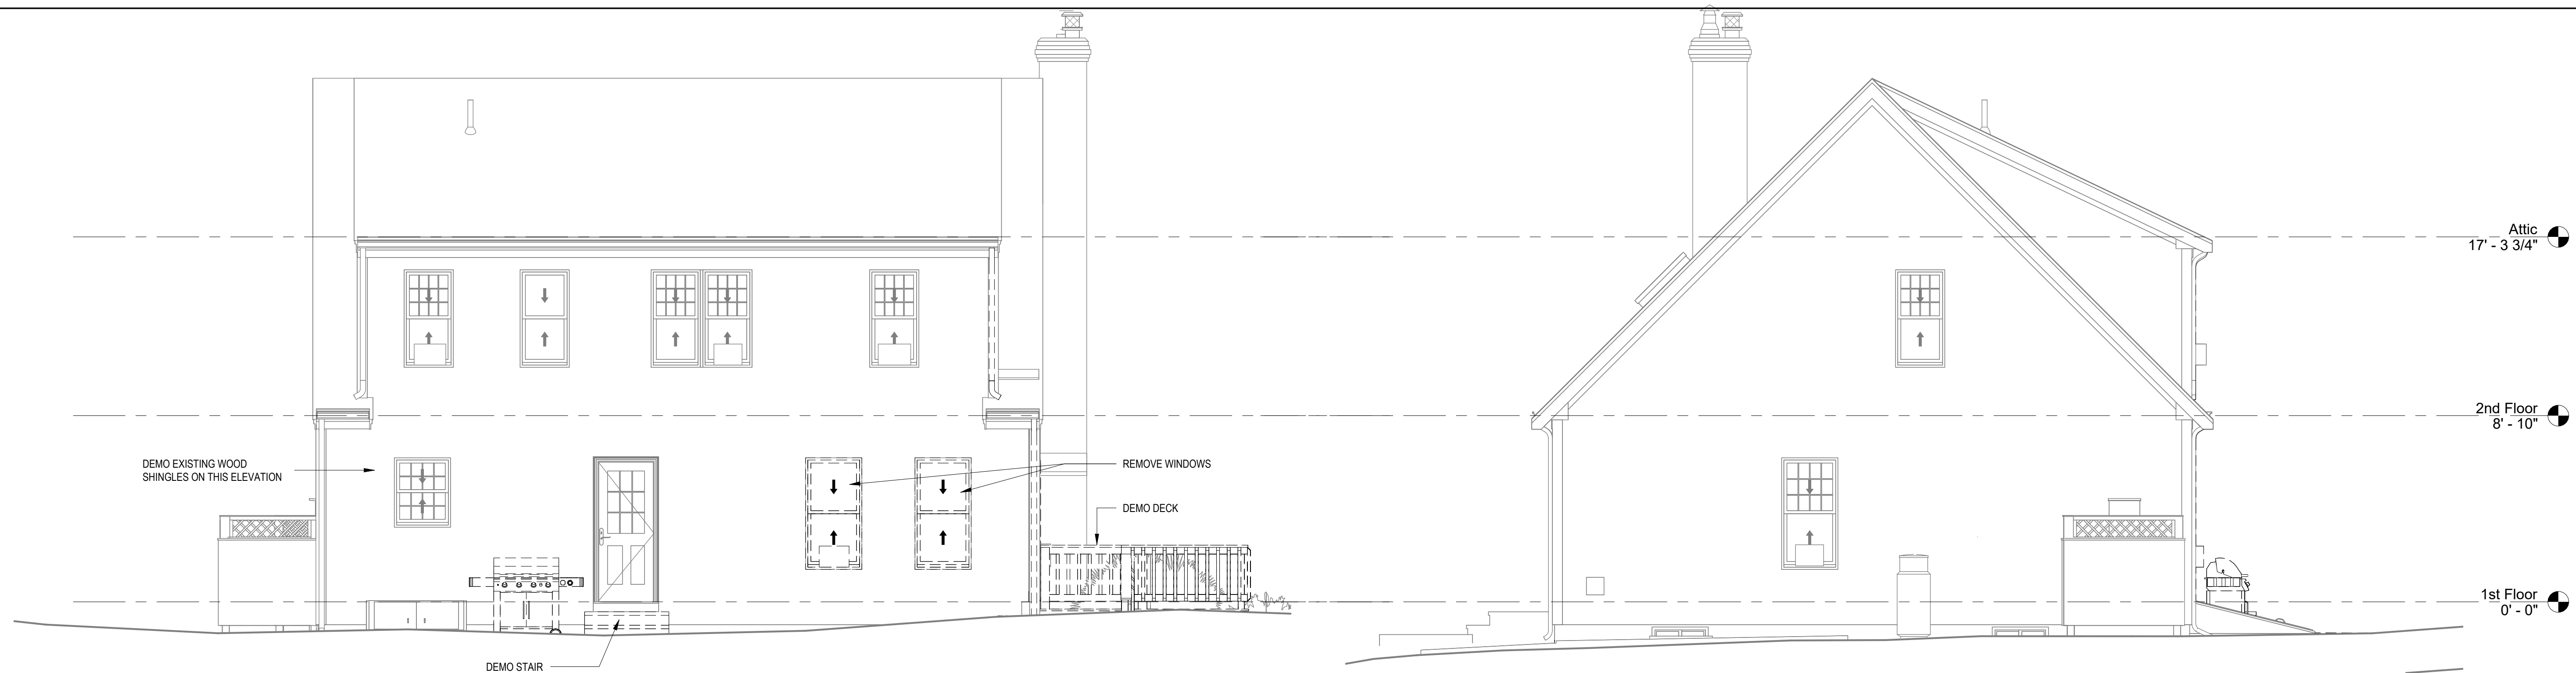 Attic
17' - 3 3/4"
2nd Floor
8' - 10"
DEMO EXISTING WOOD
SHINGLES ON THIS ELEVATION
REMOVE WINDOWS
DEMO DECK
1st Floor
0' - 0"
DEMO STAIR